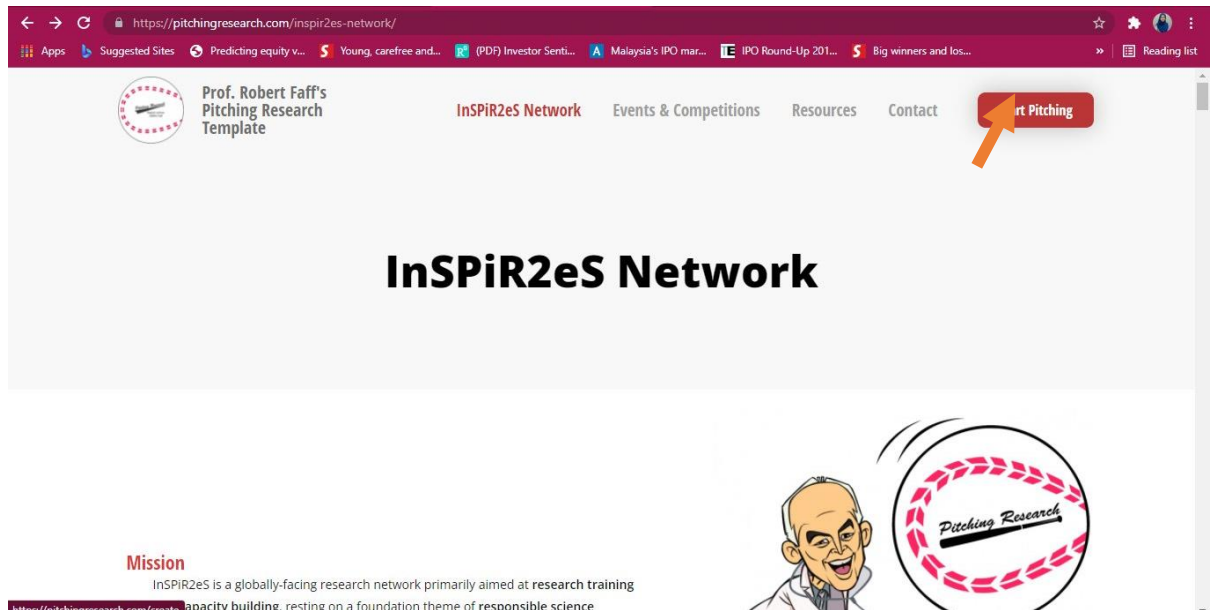 https://pitchingresearch.com/inspir2es-network/
Apps Suggested Sites Predicting equity v... Young, carefree and... (PDF) Investor Senti... Malaysia's IPO mar... IPO Round-Up 201... Big winners and los... » Reading list
Prof. Robert Faff's
Pitching Research
Template
InSPiR2eS Network Events & Competitions Resources Contact Pitching
InSPiR2eS Network
Pitching Research
Mission
InSPiR2eS is a globally-facing research network primarily aimed at research training
capacity building, resting on a foundation theme of responsible science